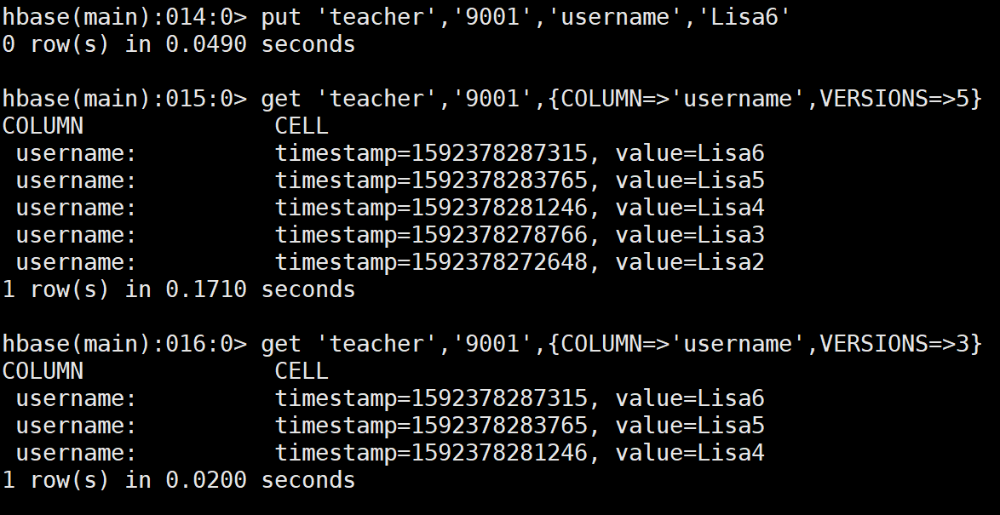 hbase(main):014:0> put 'teacher','9001','username','Lisa6'
0 row(s) in 0.0490 seconds
hbase(main):015:0> get 'teacher','9001',{COLUMN=>'username',VERSIONS=>5}
COLUMN                CELL
 username:            timestamp=1592378287315, value=Lisa6
 username:            timestamp=1592378283765, value=Lisa5
 username:            timestamp=1592378281246, value=Lisa4
 username:            timestamp=1592378278766, value=Lisa3
 username:            timestamp=1592378272648, value=Lisa2
1 row(s) in 0.1710 seconds
hbase(main):016:0> get 'teacher','9001',{COLUMN=>'username',VERSIONS=>3}
COLUMN                CELL
 username:            timestamp=1592378287315, value=Lisa6
 username:            timestamp=1592378283765, value=Lisa5
 username:            timestamp=1592378281246, value=Lisa4
1 row(s) in 0.0200 seconds